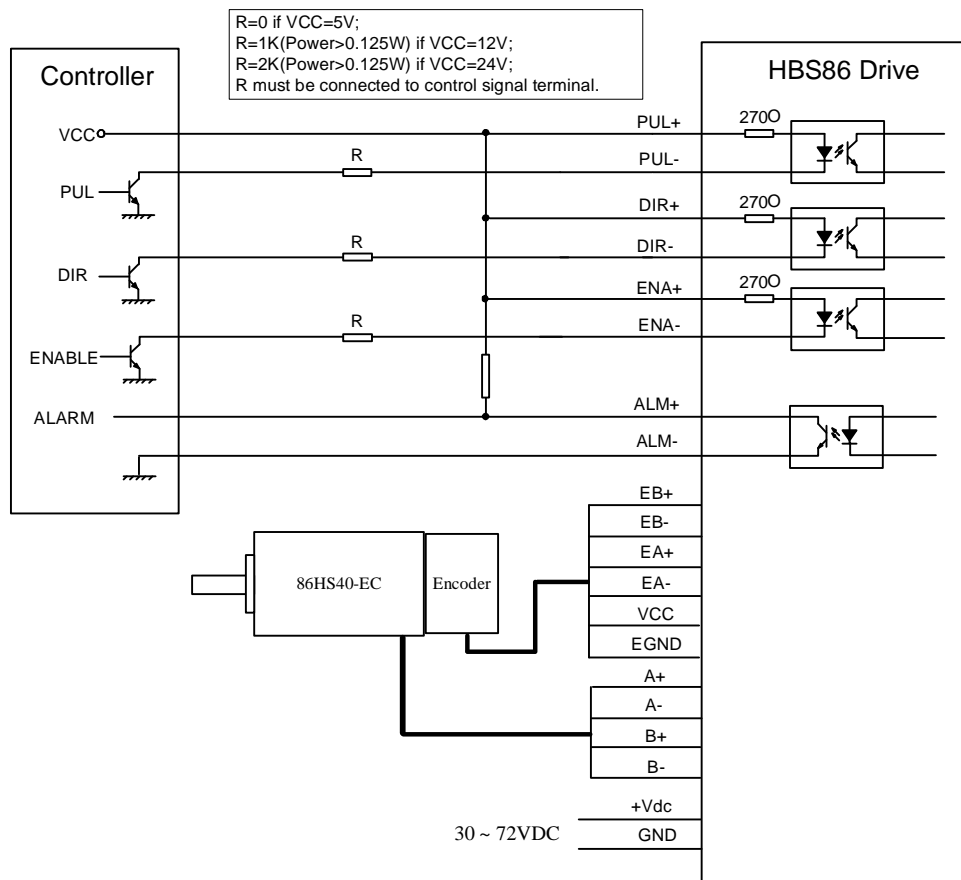 R=0 if VCC=5V;
R=1K(Power>0.125W) if VCC=12V;
R=2K(Power>0.125W) if VCC=24V;
R must be connected to control signal terminal.
Controller
HBS86 Drive
VCC
PUL+
270O
R
PUL-
PUL
DIR+
270O
R
DIR-
DIR
ENA+
270O
R
ENA-
ENABLE
ALARM
ALM+
ALM-
EB+
EB-
EA+
86HS40-EC
Encoder
EA-
VCC
EGND
A+
A-
B+
B-
+Vdc
30 ~ 72VDC
GND